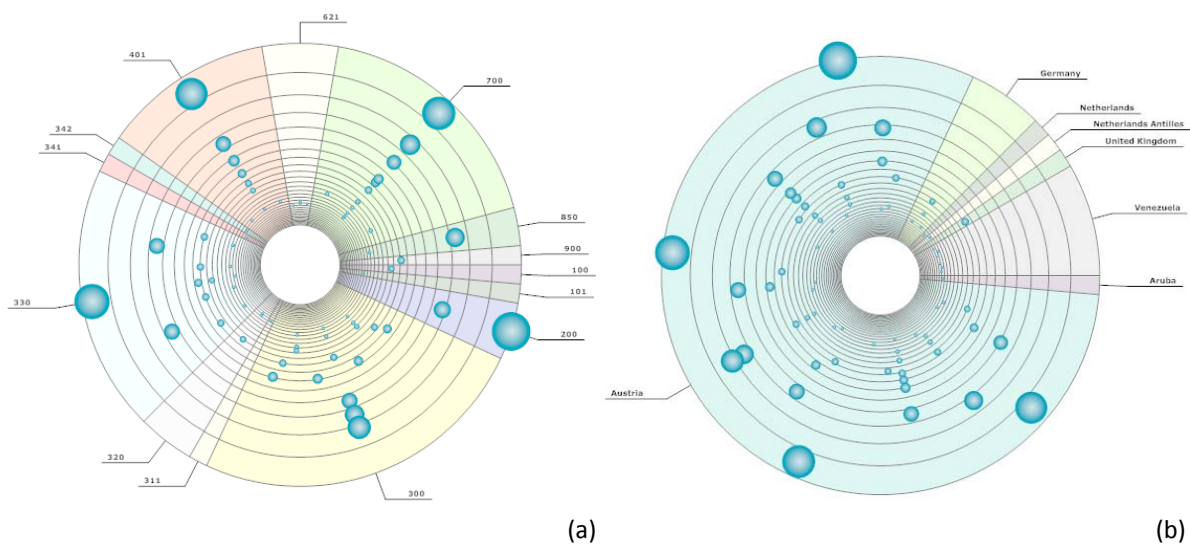 621
401
700
342
341
850
900
100
101
330
200
320
311
300
(a)
Germany
Netherlands
Netherlands Antilles
United Kingdom
Venezuela
Aruba
Austria
(b)